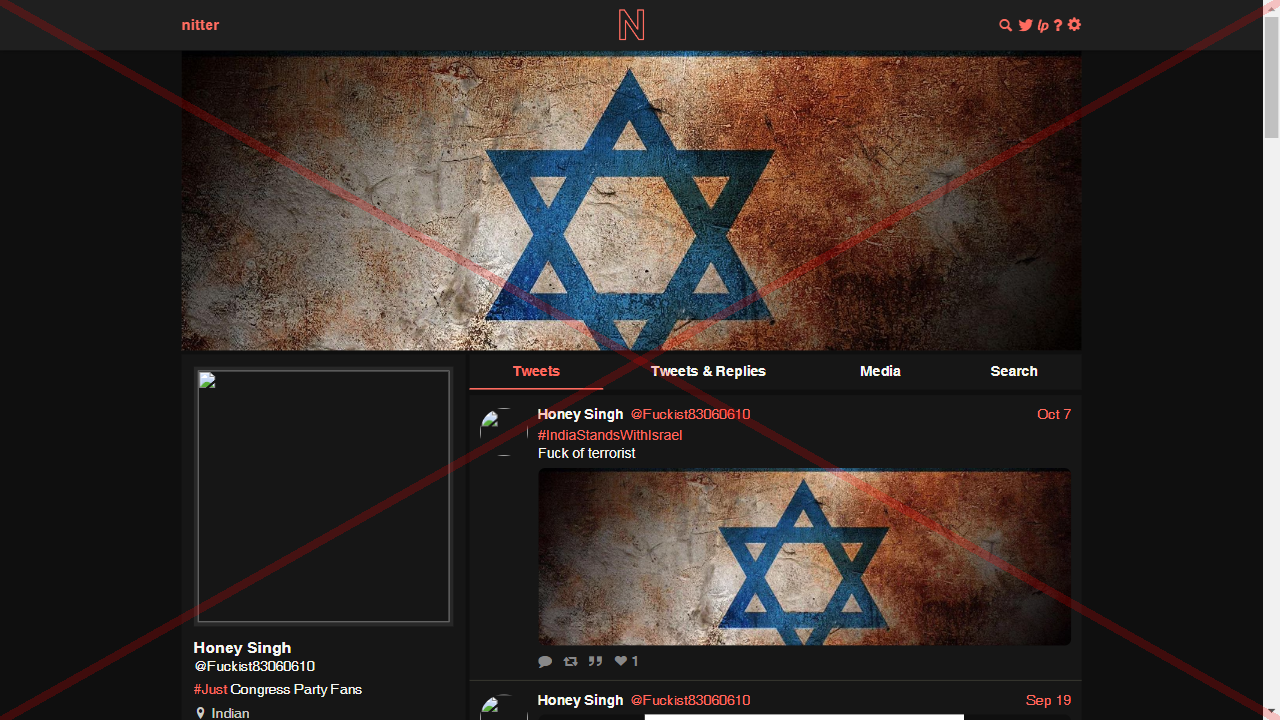 nitter
N
lp ?
Tweets
Tweets & Replies
Media
Search
Honey Singh @Fuckist83060610 Oct 7
#IndiaStandsWithIsrael
Fuck of terrorist
1
Honey Singh
@Fuckist83060610
#Just Congress Party Fans
Indian
Honey Singh @Fuckist83060610 Sep 19